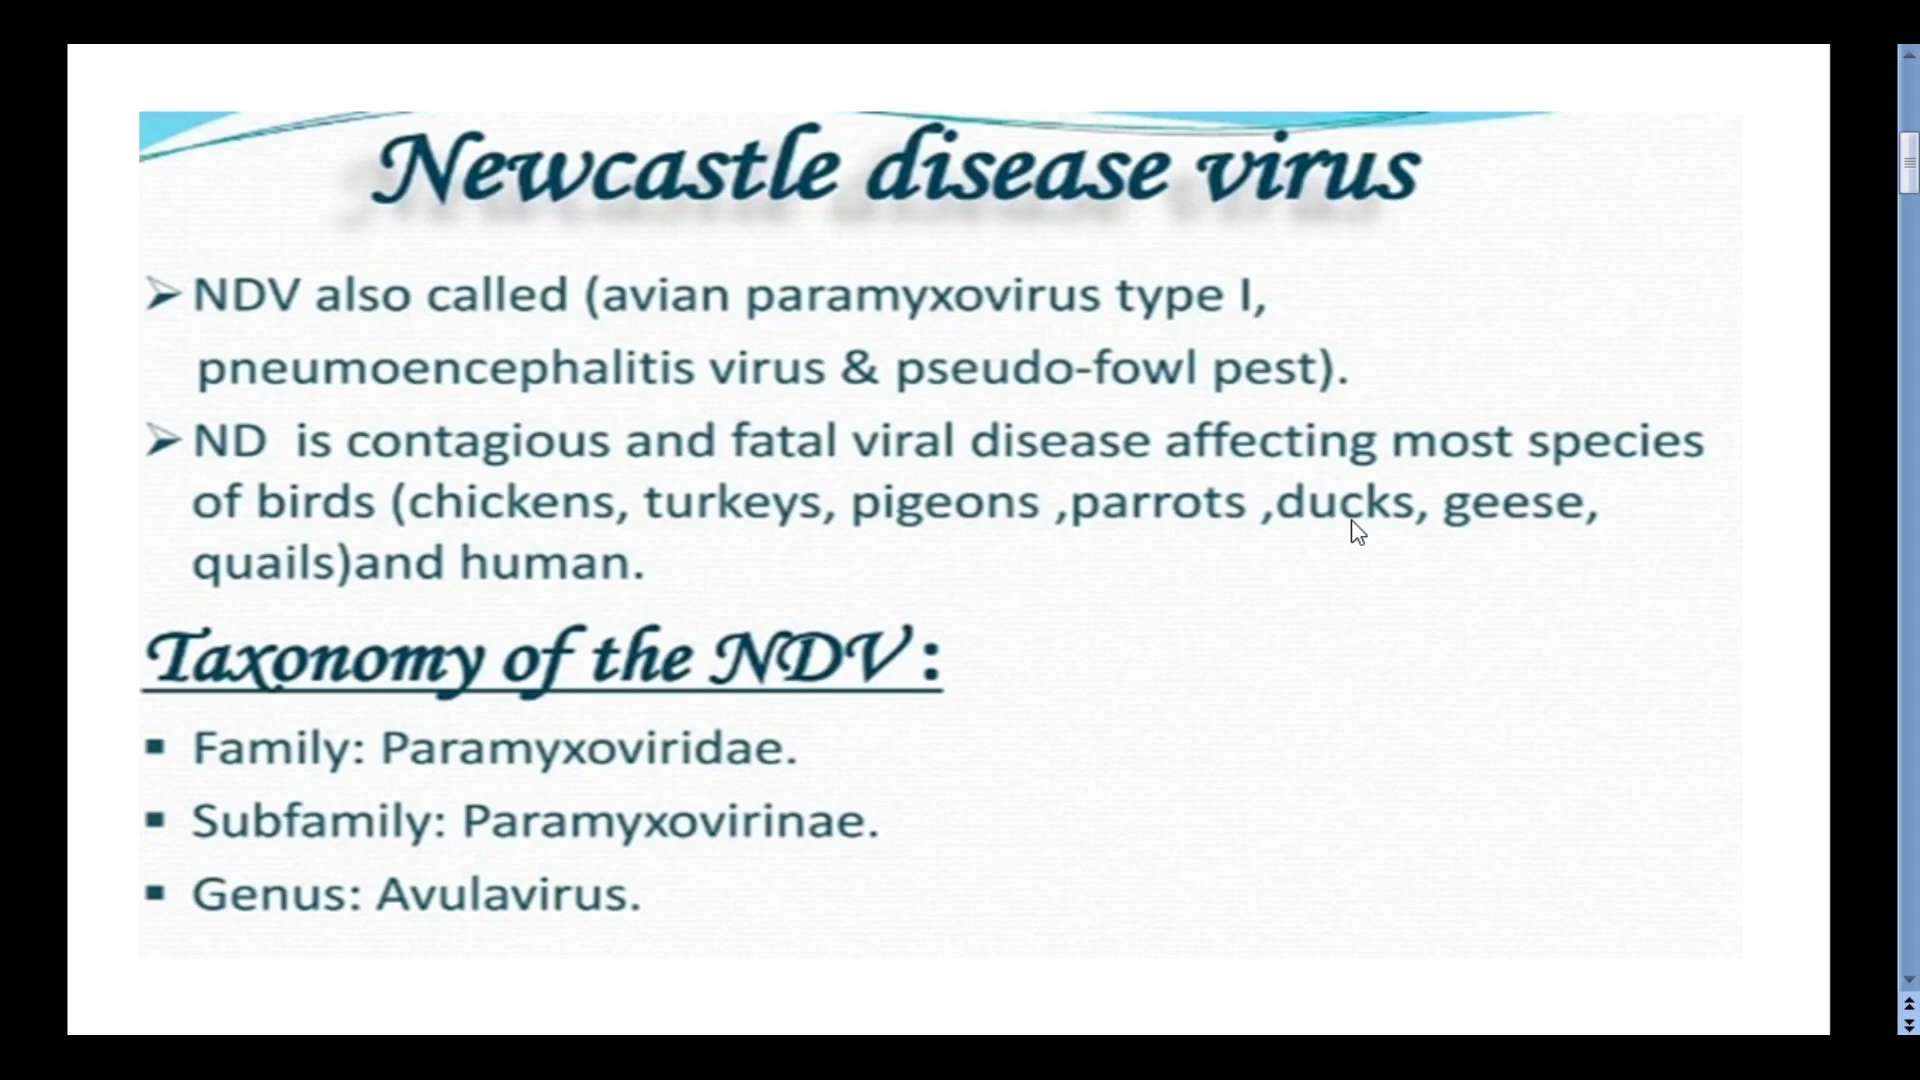 Newcastle disease virus
➢ NDV also called (avian paramyxovirus type I,
pneumoencephalitis virus & pseudo-fowl pest).
➢ ND  is contagious and fatal viral disease affecting most species
of birds (chickens, turkeys, pigeons ,parrots ,ducks, geese,
quails)and human.
Taxonomy of the NDV :
▪ Family: Paramyxoviridae.
▪ Subfamily: Paramyxovirinae.
▪ Genus: Avulavirus.